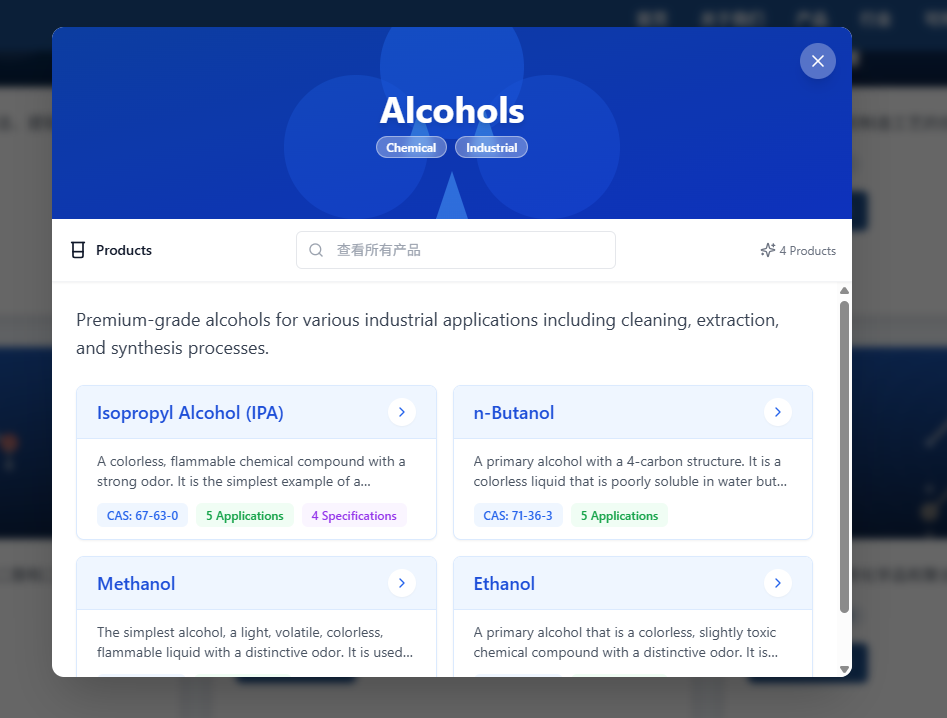 Alcohols
Chemical
Industrial
Products
查看所有产品
4 Products
Premium-grade alcohols for various industrial applications including cleaning, extraction,
and synthesis processes.
Isopropyl Alcohol (IPA)
A colorless, flammable chemical compound with a
strong odor. It is the simplest example of a...
CAS: 67-63-0
5 Applications
4 Specifications
n-Butanol
A primary alcohol with a 4-carbon structure. It is a
colorless liquid that is poorly soluble in water but...
CAS: 71-36-3
5 Applications
Methanol
The simplest alcohol, a light, volatile, colorless,
flammable liquid with a distinctive odor. It is used...
Ethanol
A primary alcohol that is a colorless, slightly toxic
chemical compound with a distinctive odor. It is...